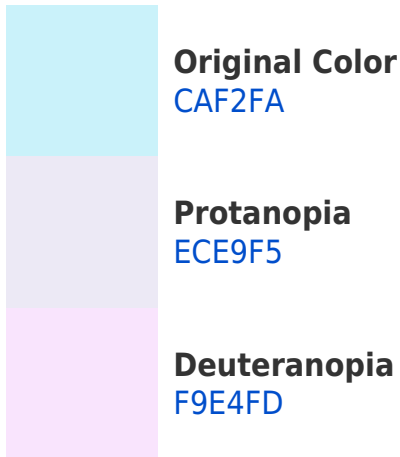 Original Color
CAF2FA
Protanopia
ECE9F5
Deuteranopia
F9E4FD